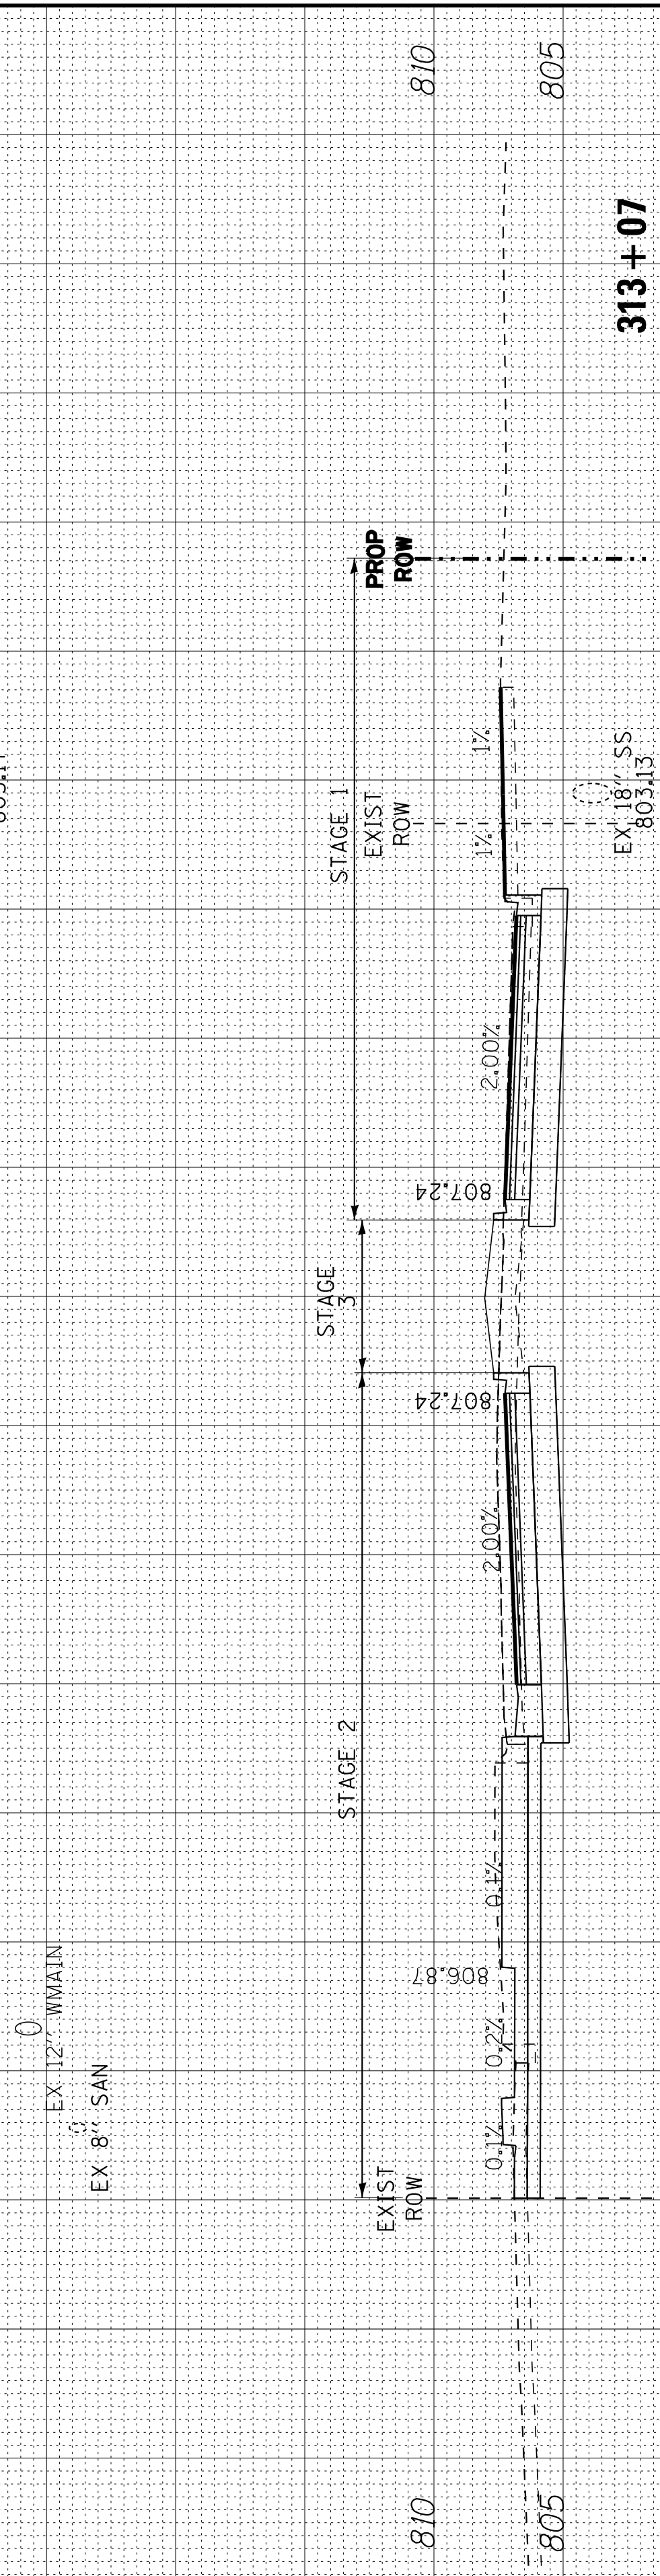 810
805
313+07
PROP
ROW
STAGE 1
EXIST
ROW
1%
1%
EX 18" SS
803.13
2.00%
807.24
STAGE
3
807.24
2.00%
STAGE 2
0.1%
806.87
0.2%
0.1%
EX 12" WMAIN
EX 8" SAN
EXIST
ROW
810
805